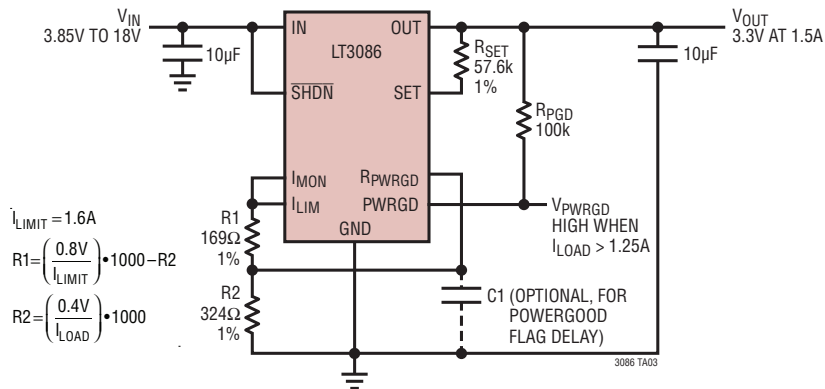 VIN
3.85V TO 18V
10µF
IN
OUT
LT3086
SHDN
SET
RSET
57.6k
1%
VOUT
3.3V AT 1.5A
10µF
RPGD
100k
IMON
ILIM
RPWRGD
PWRGD
GND
VPWRGD
HIGH WHEN
ILOAD > 1.25A
R1
169Ω
1%
R2
324Ω
1%
C1 (OPTIONAL, FOR
POWERGOOD
FLAG DELAY)
ILIMIT = 1.6A
R1=(0.8V/ILIMIT)•1000–R2
R2=(0.4V/ILOAD)•1000
3086 TA03